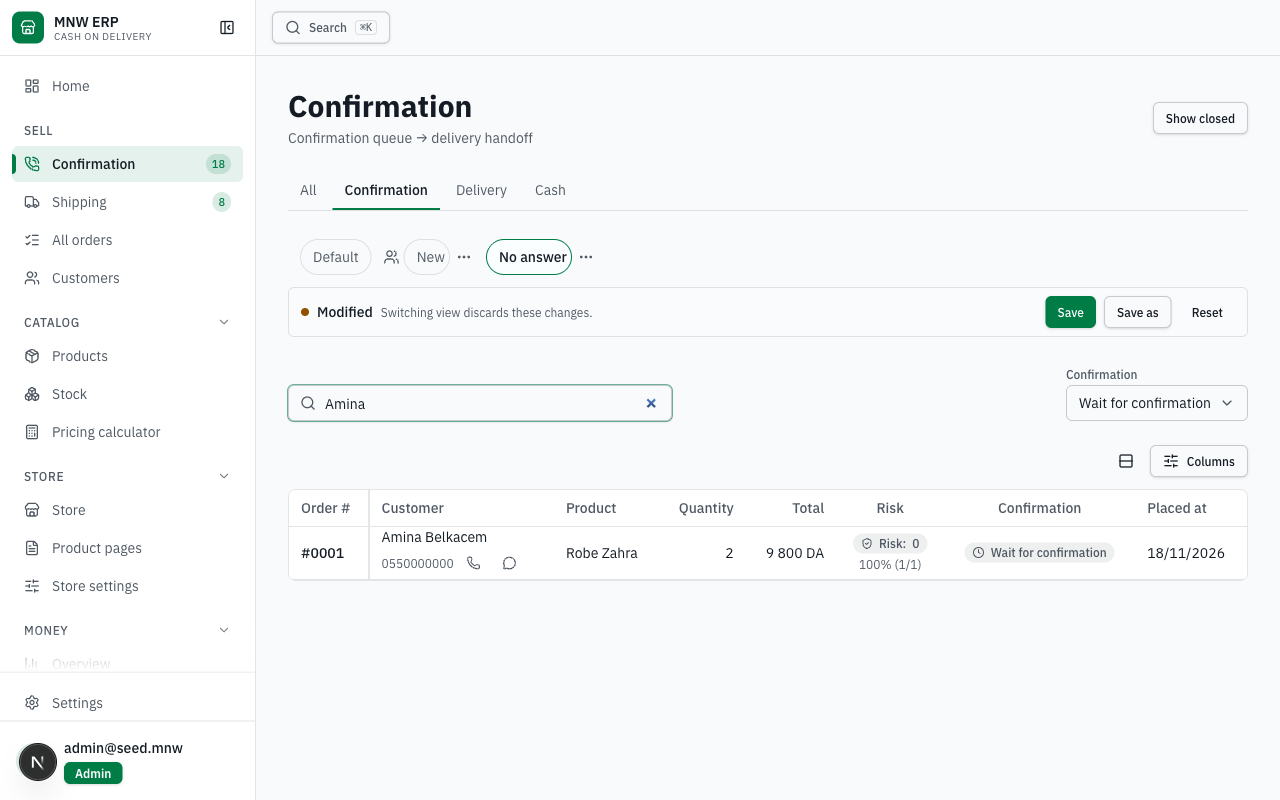 MNW ERP
CASH ON DELIVERY
Search ⌘K
Home
SELL
Confirmation 18
Shipping 8
All orders
Customers
CATALOG
Products
Stock
Pricing calculator
STORE
Store
Product pages
Store settings
MONEY
Overview
Settings
N
admin@seed.mnw
Admin
Confirmation
Confirmation queue → delivery handoff
Show closed
All Confirmation Delivery Cash
Default New ••• No answer •••
Modified Switching view discards these changes.
Save Save as Reset
Confirmation
Amina
Wait for confirmation
Columns
Order # Customer Product Quantity Total Risk Confirmation Placed at
#0001 Amina Belkacem 0550000000 Robe Zahra 2 9 800 DA Risk: 0 100% (1/1) Wait for confirmation 18/11/2026